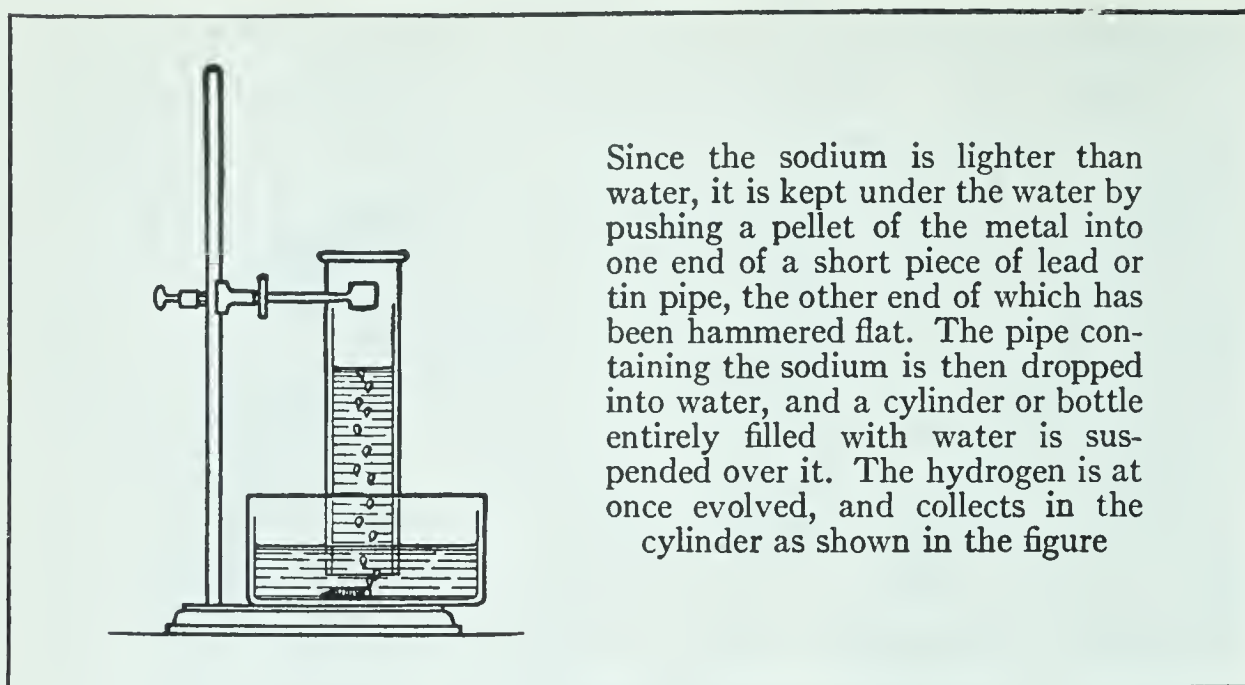 Since the sodium is lighter than
water, it is kept under the water by
pushing a pellet of the metal into
one end of a short piece of lead or
tin pipe, the other end of which has
been hammered flat. The pipe con-
taining the sodium is then dropped
into water, and a cylinder or bottle
entirely filled with water is sus-
pended over it. The hydrogen is at
once evolved, and collects in the
cylinder as shown in the figure